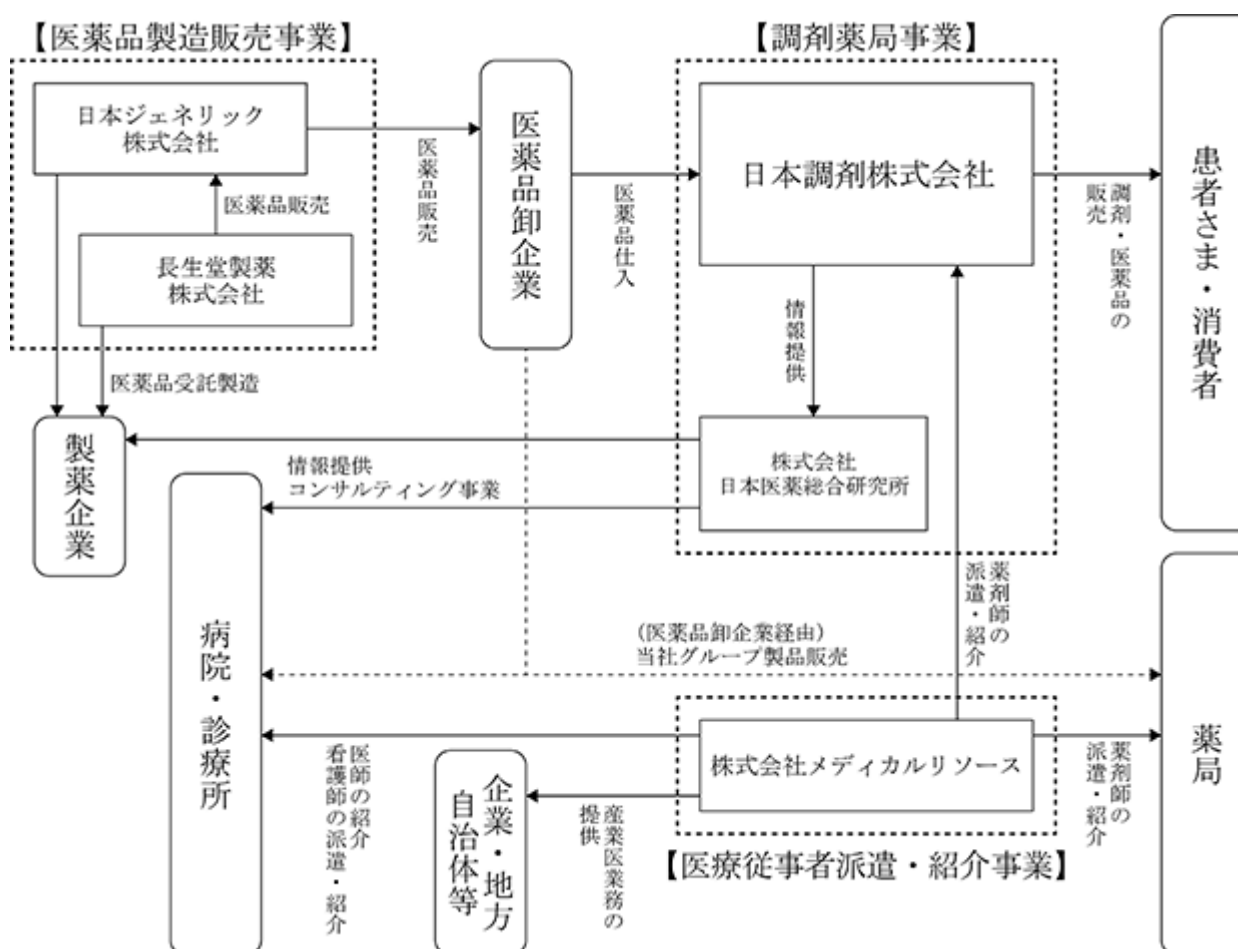 【医薬品製造販売事業】
日本ジェネリック
株式会社
医薬品販売
長生堂製薬
株式会社
医薬品受託製造
製薬企業
医薬品販売
医薬品卸企業
医薬品仕入
【調剤薬局事業】
日本調剤株式会社
調剤・医薬品の
販売
患者さま・消費者
情報提供
株式会社
日本医薬総合研究所
情報提供
コンサルティング事業
病院・診療所
(医薬品卸企業経由)
当社グループ製品販売
薬剤師の
派遣・紹介
株式会社メディカルリソース
薬剤師の
派遣・紹介
薬局
医師の紹介
看護師の派遣・紹介
企業・地方
自治体等
産業医業務の
提供
【医療従事者派遣・紹介事業】